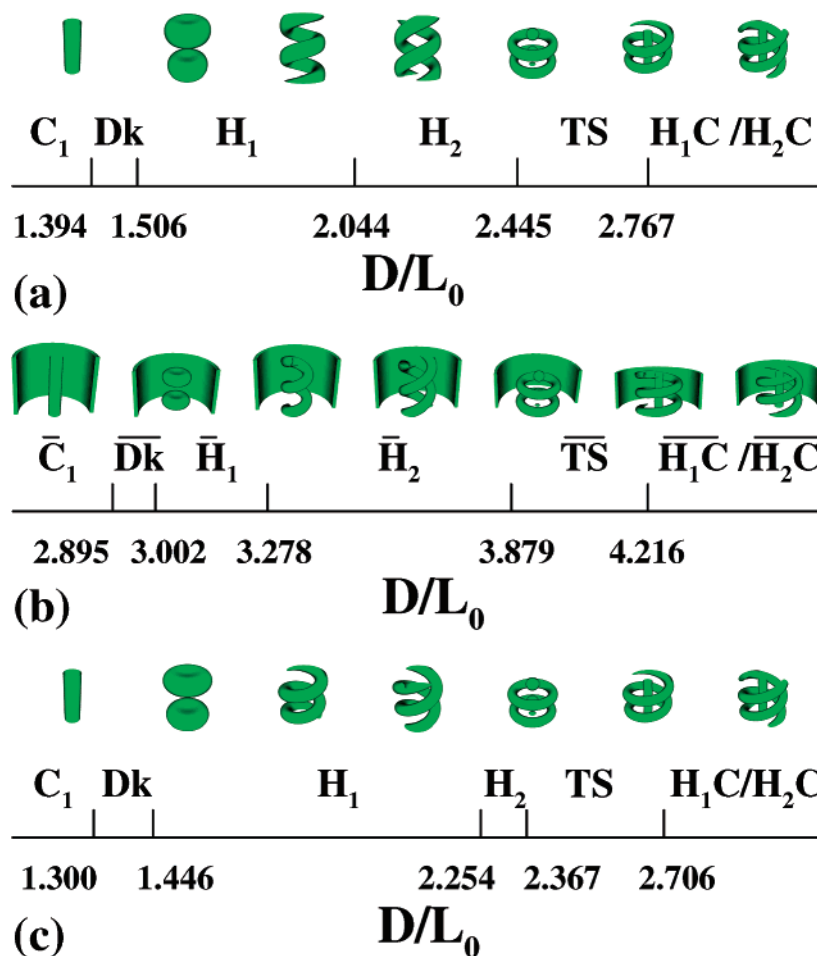 C₁ Dk H₁ H₂ TS H₁C /H₂C
1.394 1.506 2.044 2.445 2.767
(a) D/L₀
C̅₁ D̅k̅ H̅₁ H̅₂ T̅S̅ H̅₁̅C̅ /H̅₂̅C̅
2.895 3.002 3.278 3.879 4.216
(b) D/L₀
C₁ Dk H₁ H₂ TS H₁C/H₂C
1.300 1.446 2.254 2.367 2.706
(c) D/L₀